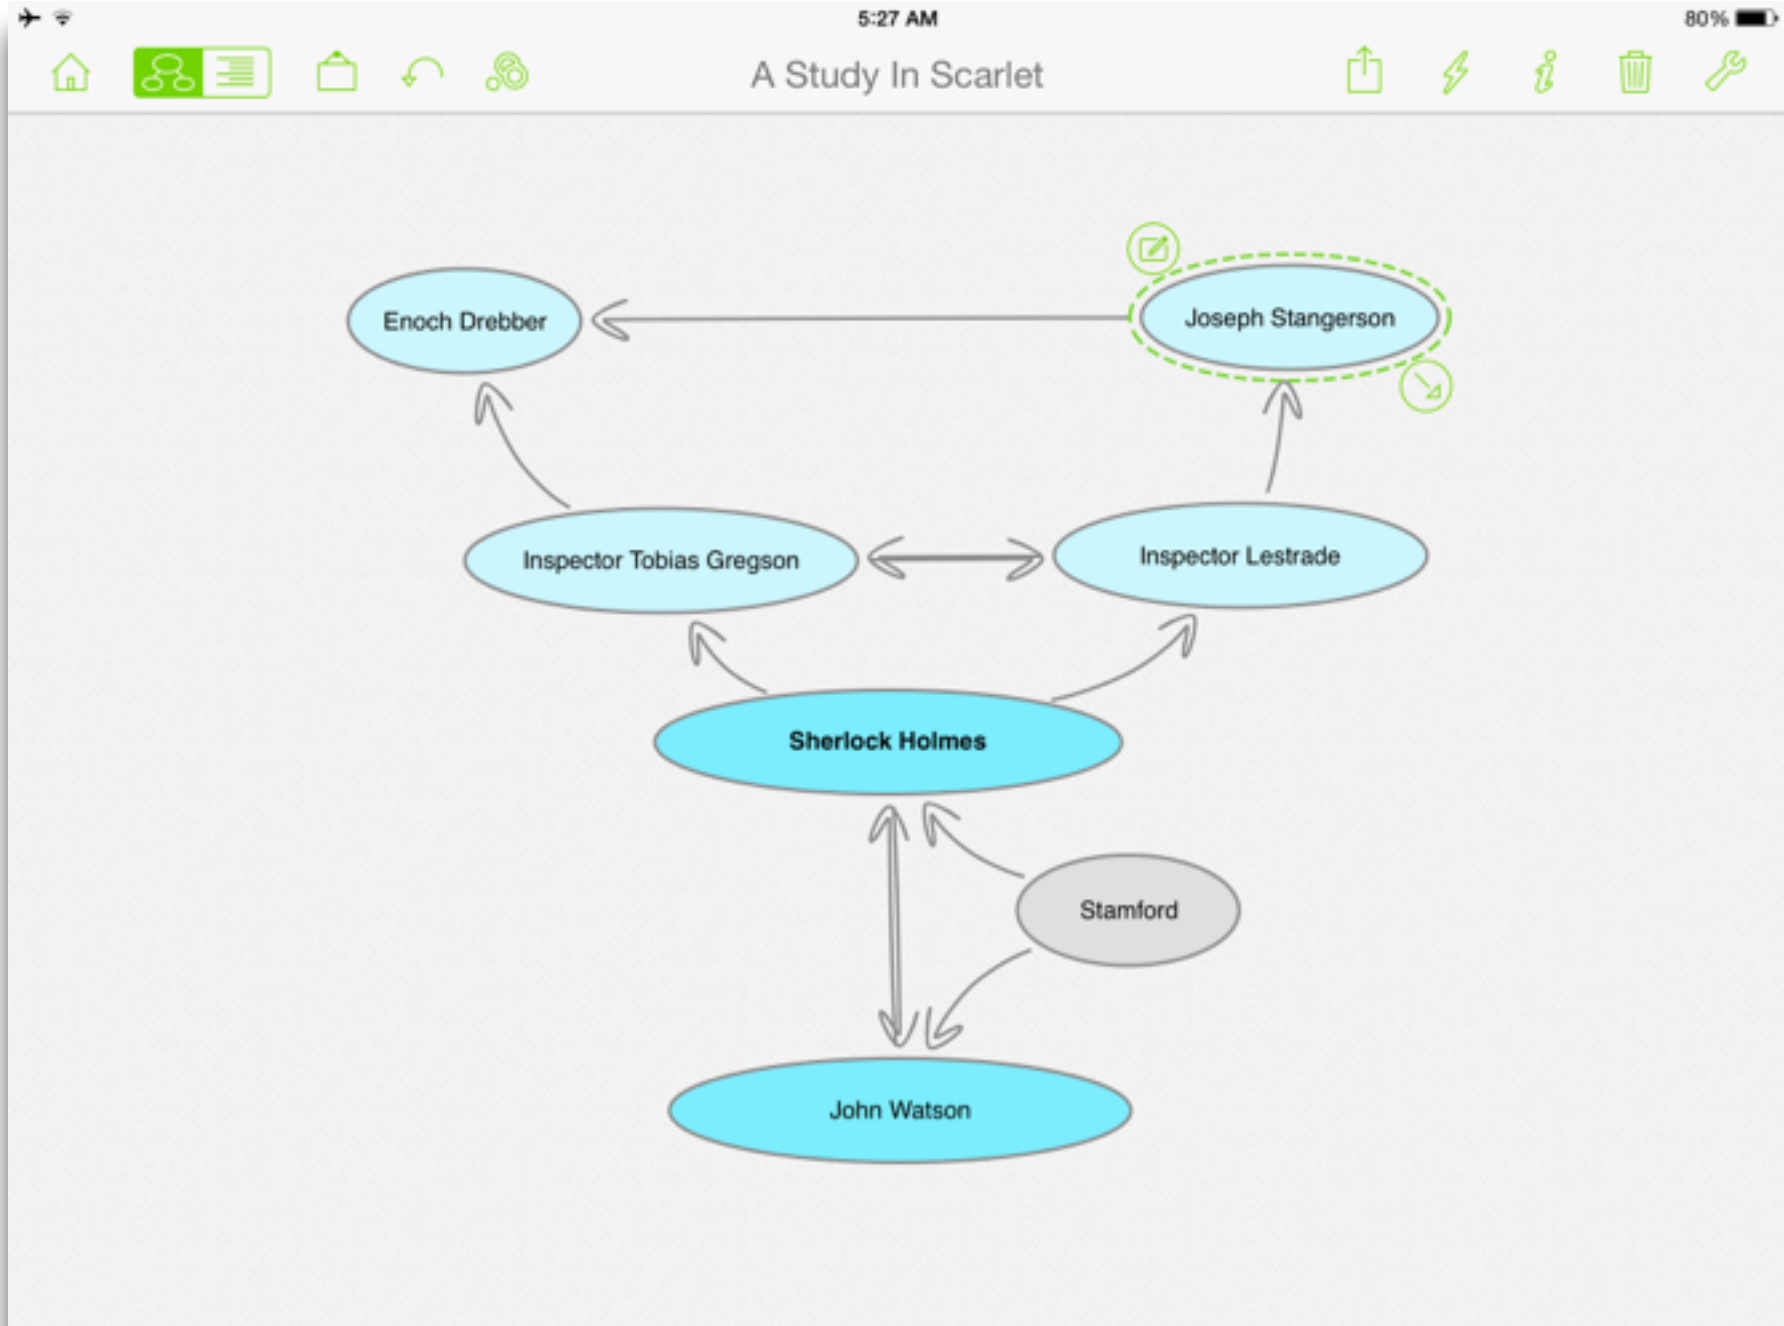 5:27 AM
80%
A Study In Scarlet
Enoch Drebber
Joseph Stangerson
Inspector Tobias Gregson
Inspector Lestrade
Sherlock Holmes
Stamford
John Watson